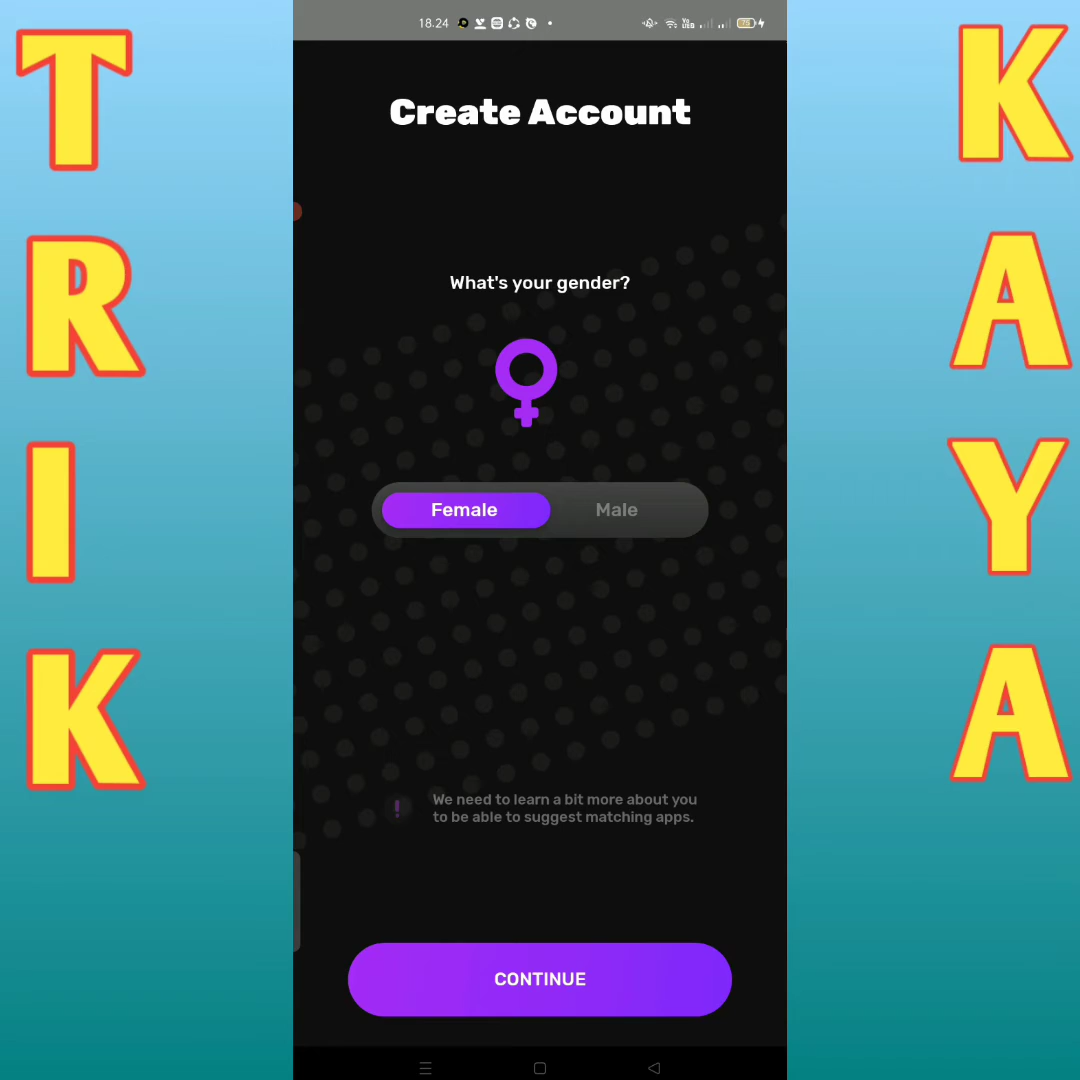 TRIK
KAYA
18.24
75
Create Account
What's your gender?
Female
Male
!
We need to learn a bit more about you
to be able to suggest matching apps.
CONTINUE